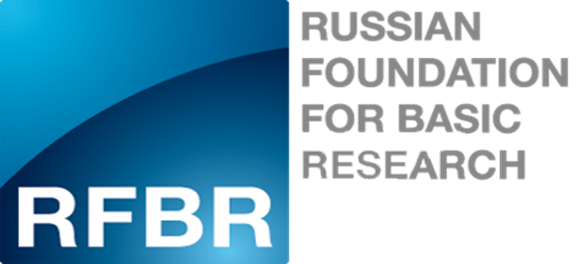 RFBR
RUSSIAN
FOUNDATION
FOR BASIC
RESEARCH